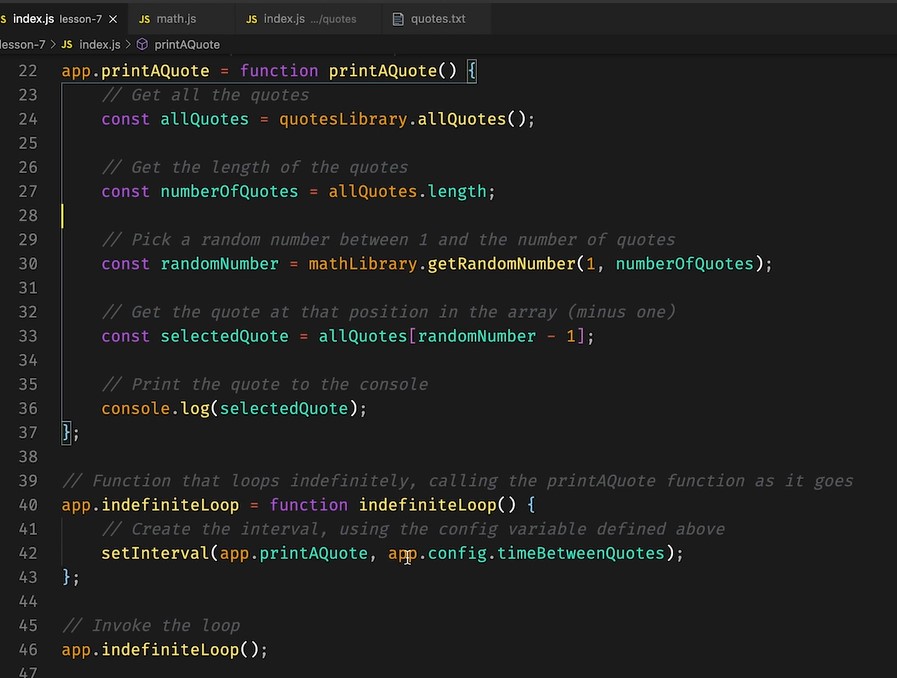 JS index.js lesson-7 × JS math.js JS index.js .../quotes quotes.txt
lesson-7 > JS index.js > printAQuote
22 app.printAQuote = function printAQuote() {
23 // Get all the quotes
24 const allQuotes = quotesLibrary.allQuotes();
25
26 // Get the length of the quotes
27 const numberOfQuotes = allQuotes.length;
28
29 // Pick a random number between 1 and the number of quotes
30 const randomNumber = mathLibrary.getRandomNumber(1, numberOfQuotes);
31
32 // Get the quote at that position in the array (minus one)
33 const selectedQuote = allQuotes[randomNumber - 1];
34
35 // Print the quote to the console
36 console.log(selectedQuote);
37 };
38
39 // Function that loops indefinitely, calling the printAQuote function as it goes
40 app.indefiniteLoop = function indefiniteLoop() {
41 // Create the interval, using the config variable defined above
42 setInterval(app.printAQuote, app.config.timeBetweenQuotes);
43 };
44
45 // Invoke the loop
46 app.indefiniteLoop();
47